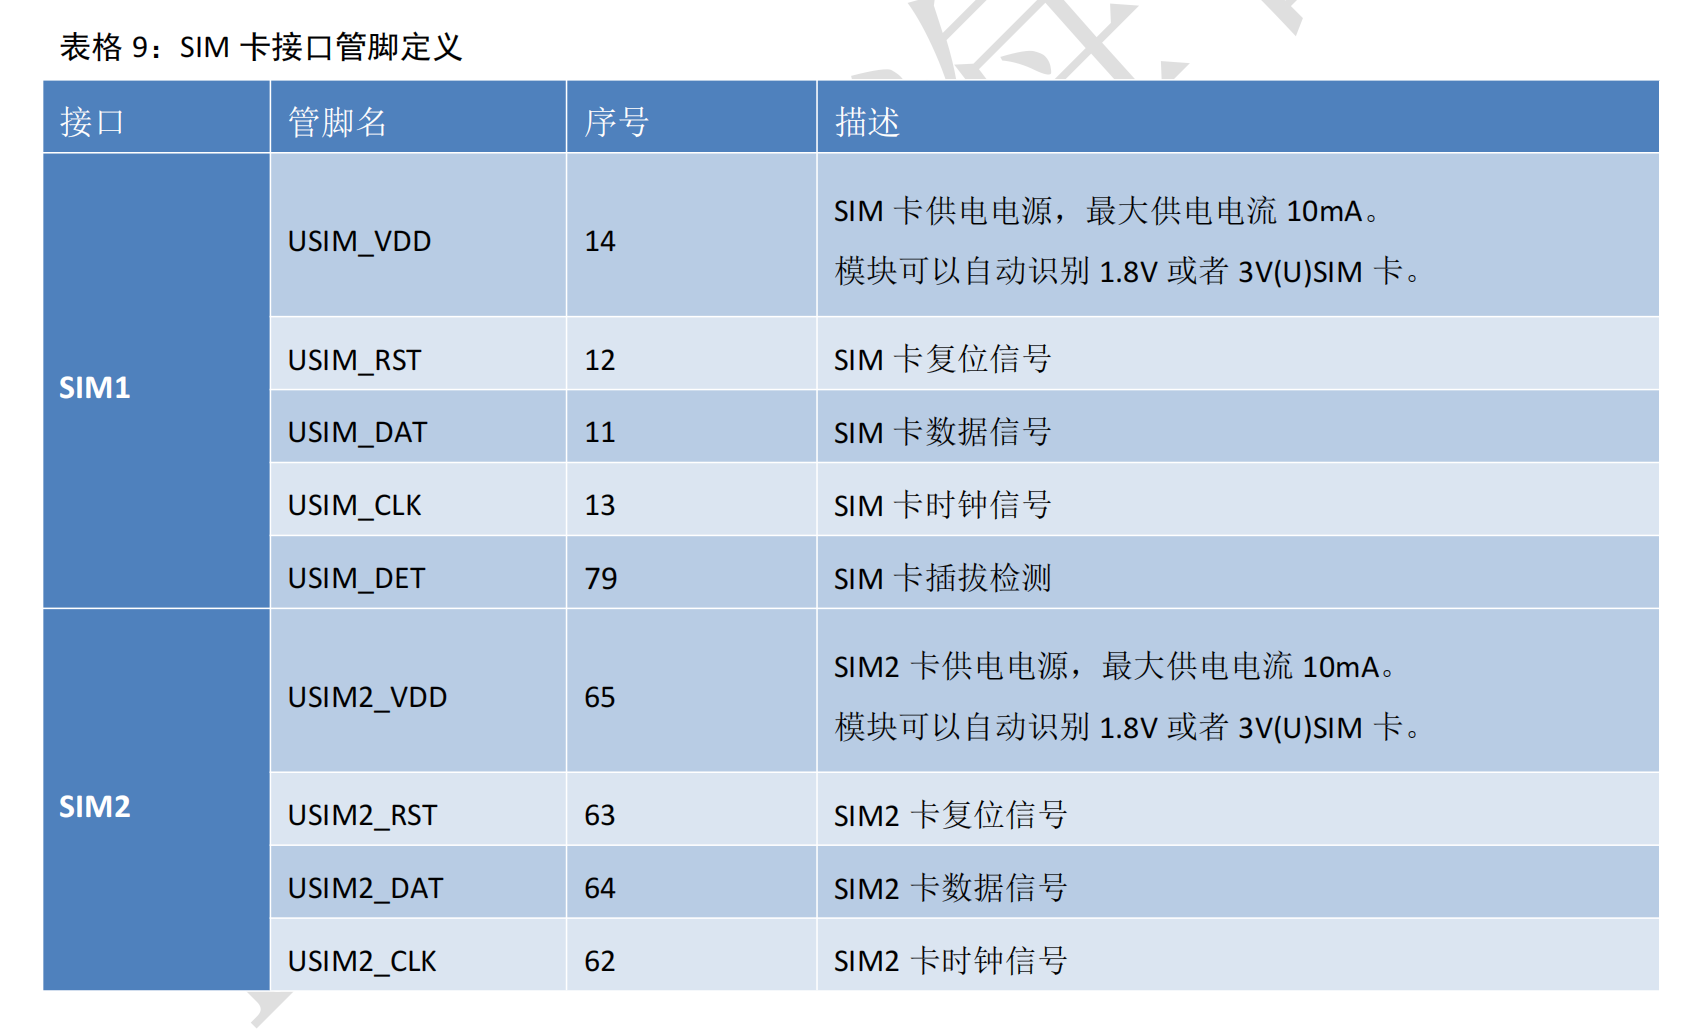 表格 9：SIM 卡接口管脚定义
接口 管脚名 序号 描述
SIM1
USIM_VDD 14 SIM 卡供电电源，最大供电电流 10mA。
模块可以自动识别 1.8V 或者 3V(U)SIM 卡。
USIM_RST 12 SIM 卡复位信号
USIM_DAT 11 SIM 卡数据信号
USIM_CLK 13 SIM 卡时钟信号
USIM_DET 79 SIM 卡插拔检测
SIM2
USIM2_VDD 65 SIM2 卡供电电源，最大供电电流 10mA。
模块可以自动识别 1.8V 或者 3V(U)SIM 卡。
USIM2_RST 63 SIM2 卡复位信号
USIM2_DAT 64 SIM2 卡数据信号
USIM2_CLK 62 SIM2 卡时钟信号